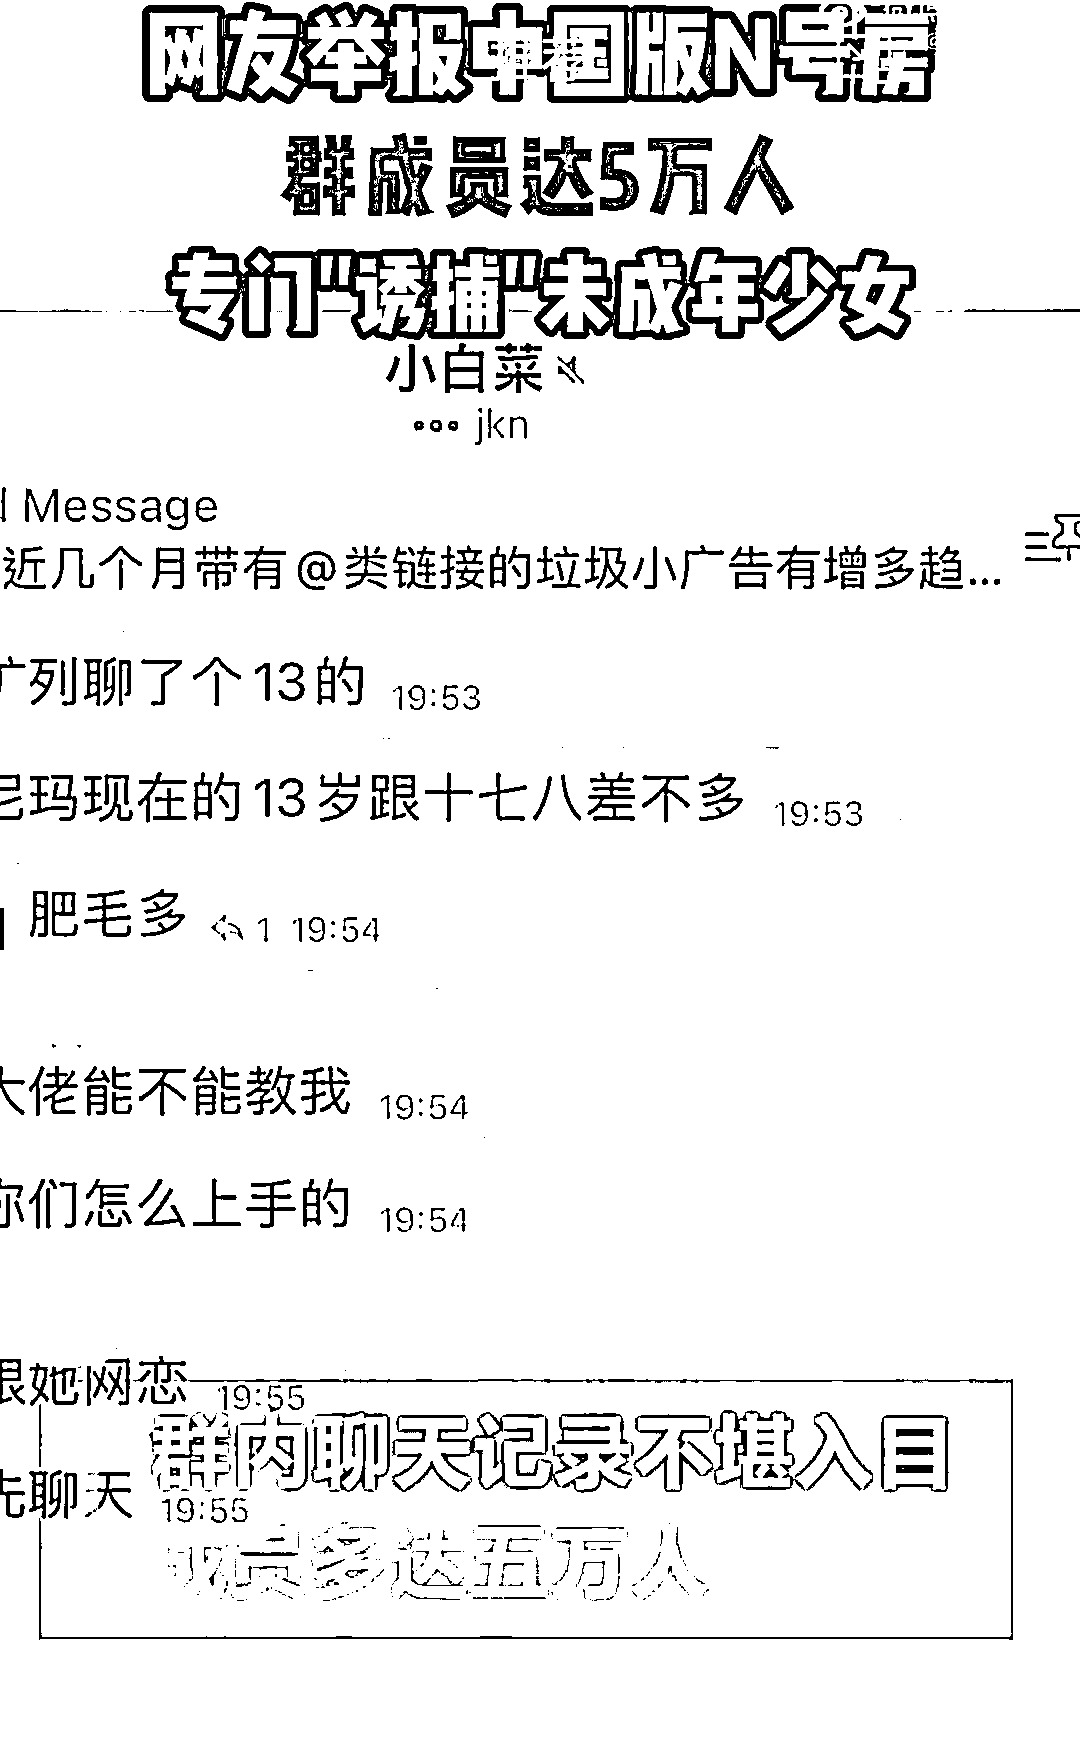 网友举报中国版N号房
群成员达5万人
专门"诱捕"未成年少女
小白菜
jkn
Message
近几个月带有@类链接的垃圾小广告有增多趋...
扩列聊了个13的 19:53
尼玛现在的13岁跟十七八差不多 19:53
肥毛多 1 19:54
大佬能不能教我 19:54
你们怎么上手的 19:54
跟她网恋 19:55
先聊天 19:55
群内聊天记录不堪入目
成员多达五万人